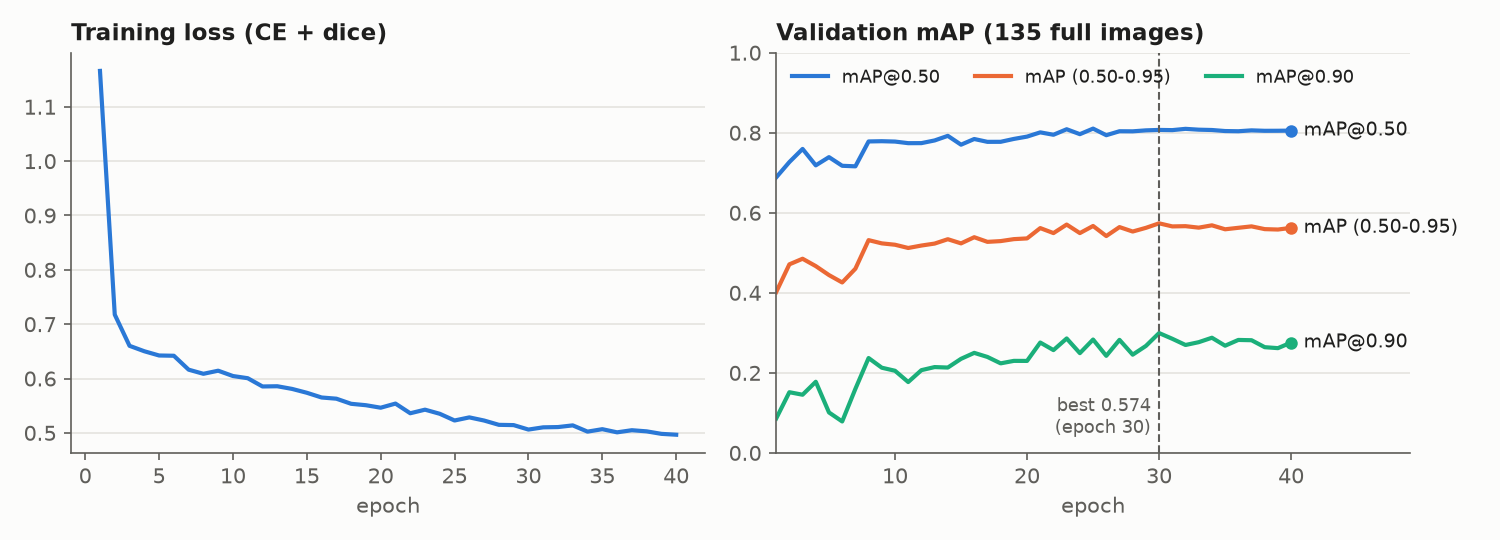 Training loss (CE + dice)
1.1
1.0
0.9
0.8
0.7
0.6
0.5
0 5 10 15 20 25 30 35 40
epoch
Validation mAP (135 full images)
1.0
0.8
0.6
0.4
0.2
0.0
mAP@0.50 mAP (0.50-0.95) mAP@0.90
mAP@0.50
mAP (0.50-0.95)
mAP@0.90
best 0.574
(epoch 30)
10 20 30 40
epoch